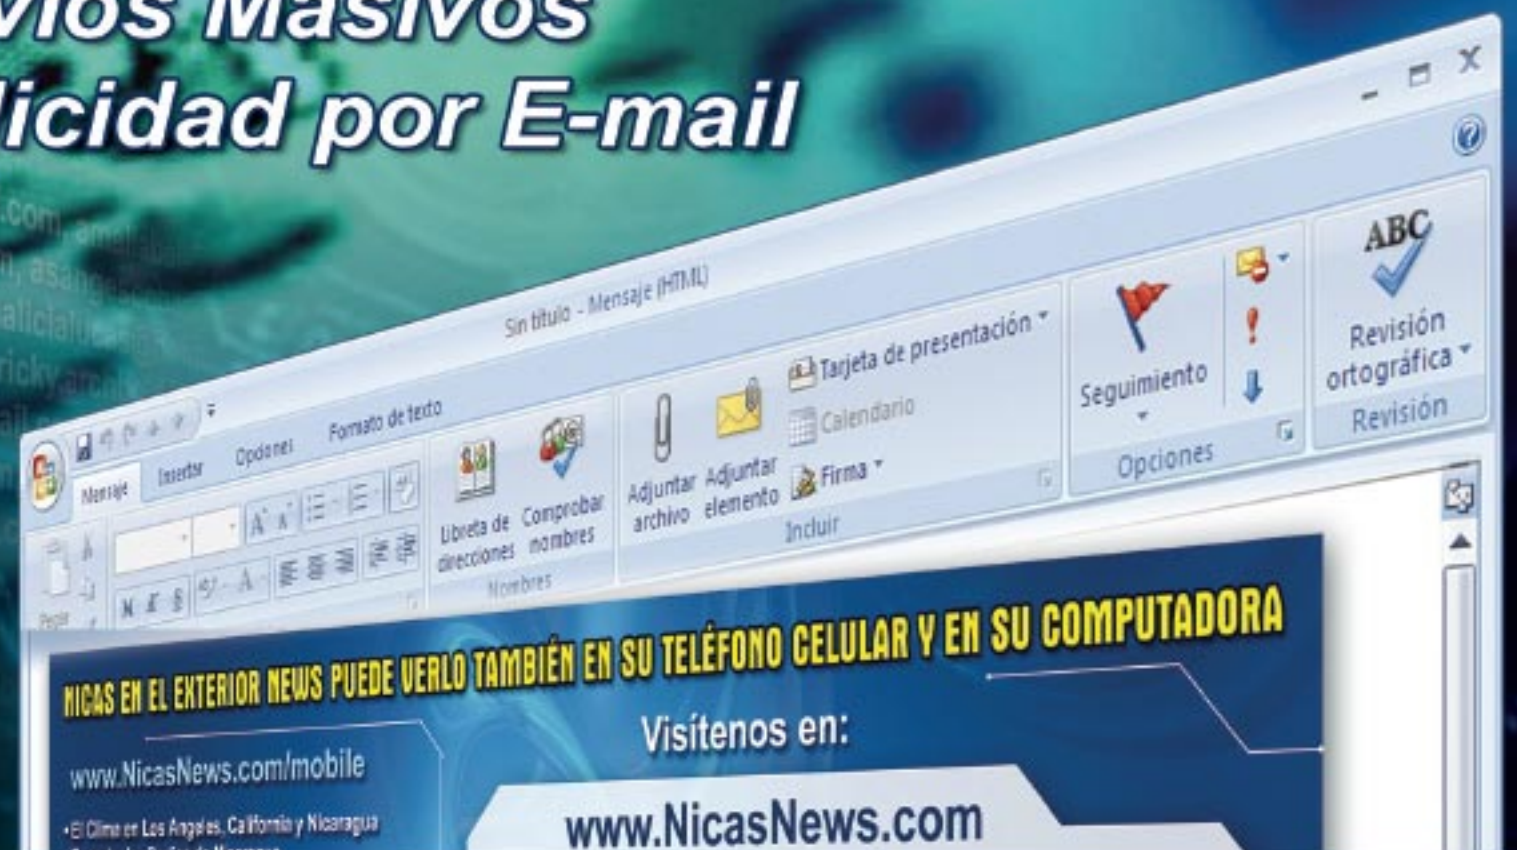 Masivos
por E-mail
Sin título - Mensaje (HTML)
Mensaje Insertar Opciones Formato de texto
ABC
Revisión
ortográfica
Revisión
Seguimiento
Opciones
Tarjeta de presentación
Calendario
Firma
Adjuntar archivo
Adjuntar elemento
Incluir
Libreta de direcciones
Comprobar nombres
Nombres
Pegar
N K S
NICAS EN EL EXTERIOR NEWS PUEDE VERLO TAMBIÉN EN SU TELÉFONO CELULAR Y EN SU COMPUTADORA
Visítenos en:
www.NicasNews.com/mobile
www.NicasNews.com
• El Clima en Los Angeles, California y Nicaragua